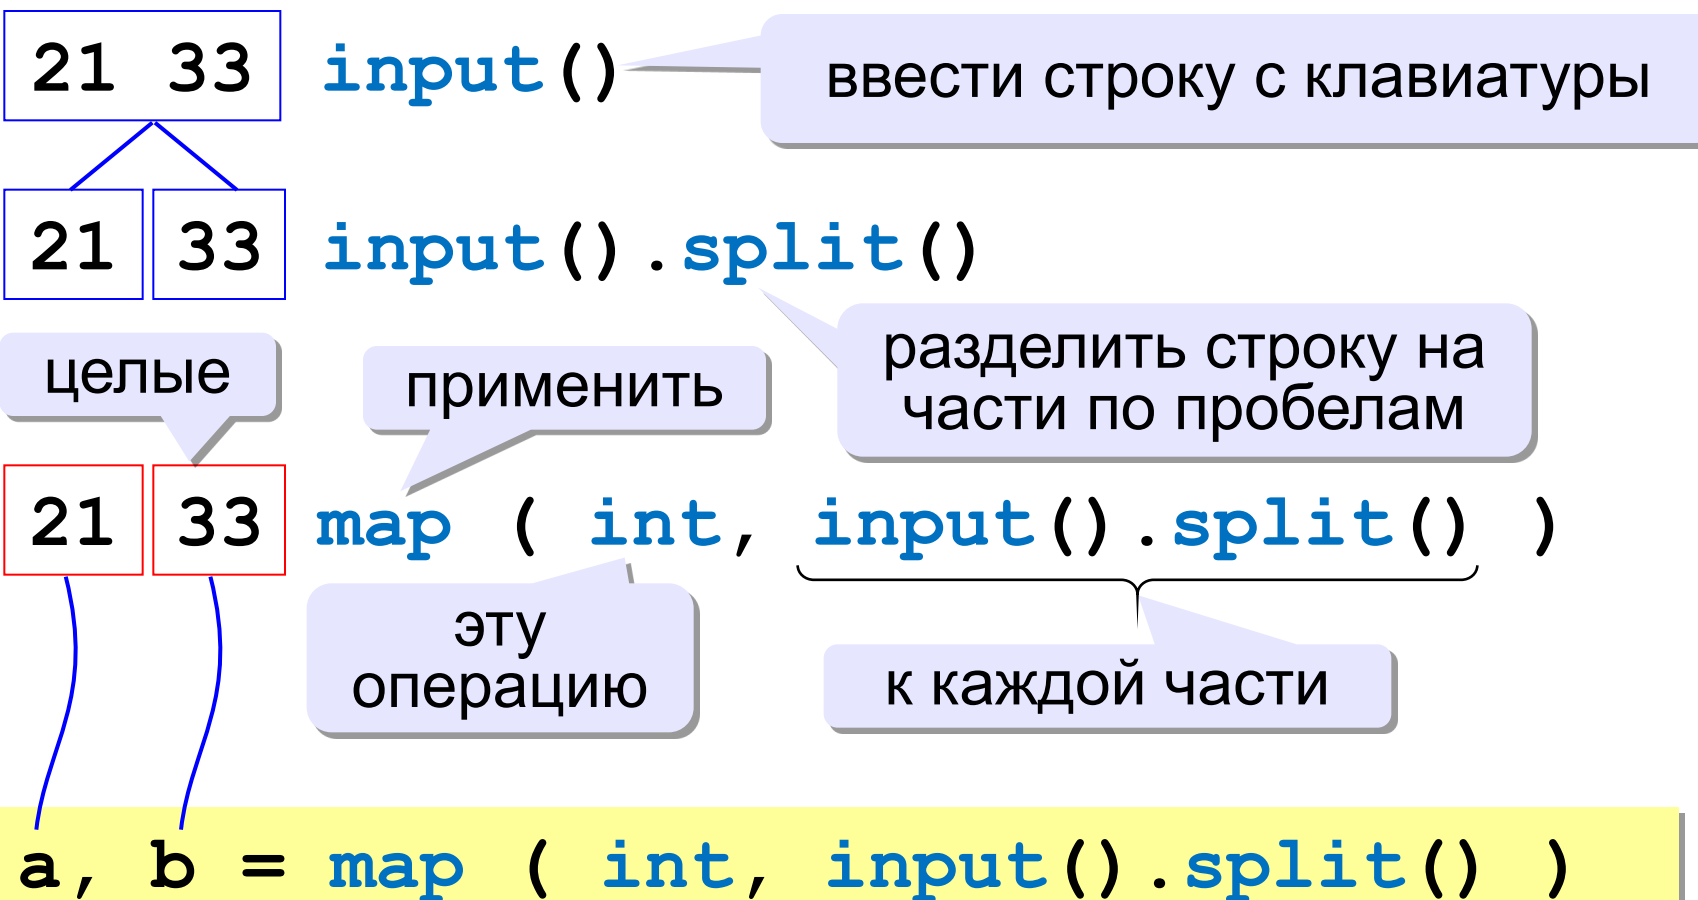 21 33 input() ввести строку с клавиатуры
21 33 input().split()
разделить строку на
части по пробелам
целые
применить
21 33 map ( int, input().split() )
эту
операцию
к каждой части
a, b = map ( int, input().split() )